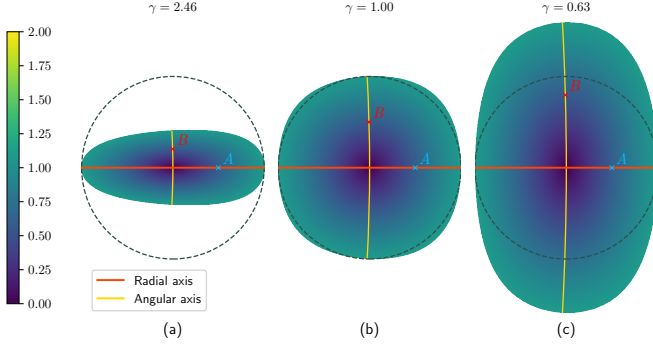 γ = 2.46
γ = 1.00
γ = 0.63
2.00
1.75
1.50
1.25
1.00
0.75
0.50
0.25
0.00
B
A
B
A
B
A
Radial axis
Angular axis
(a)
(b)
(c)